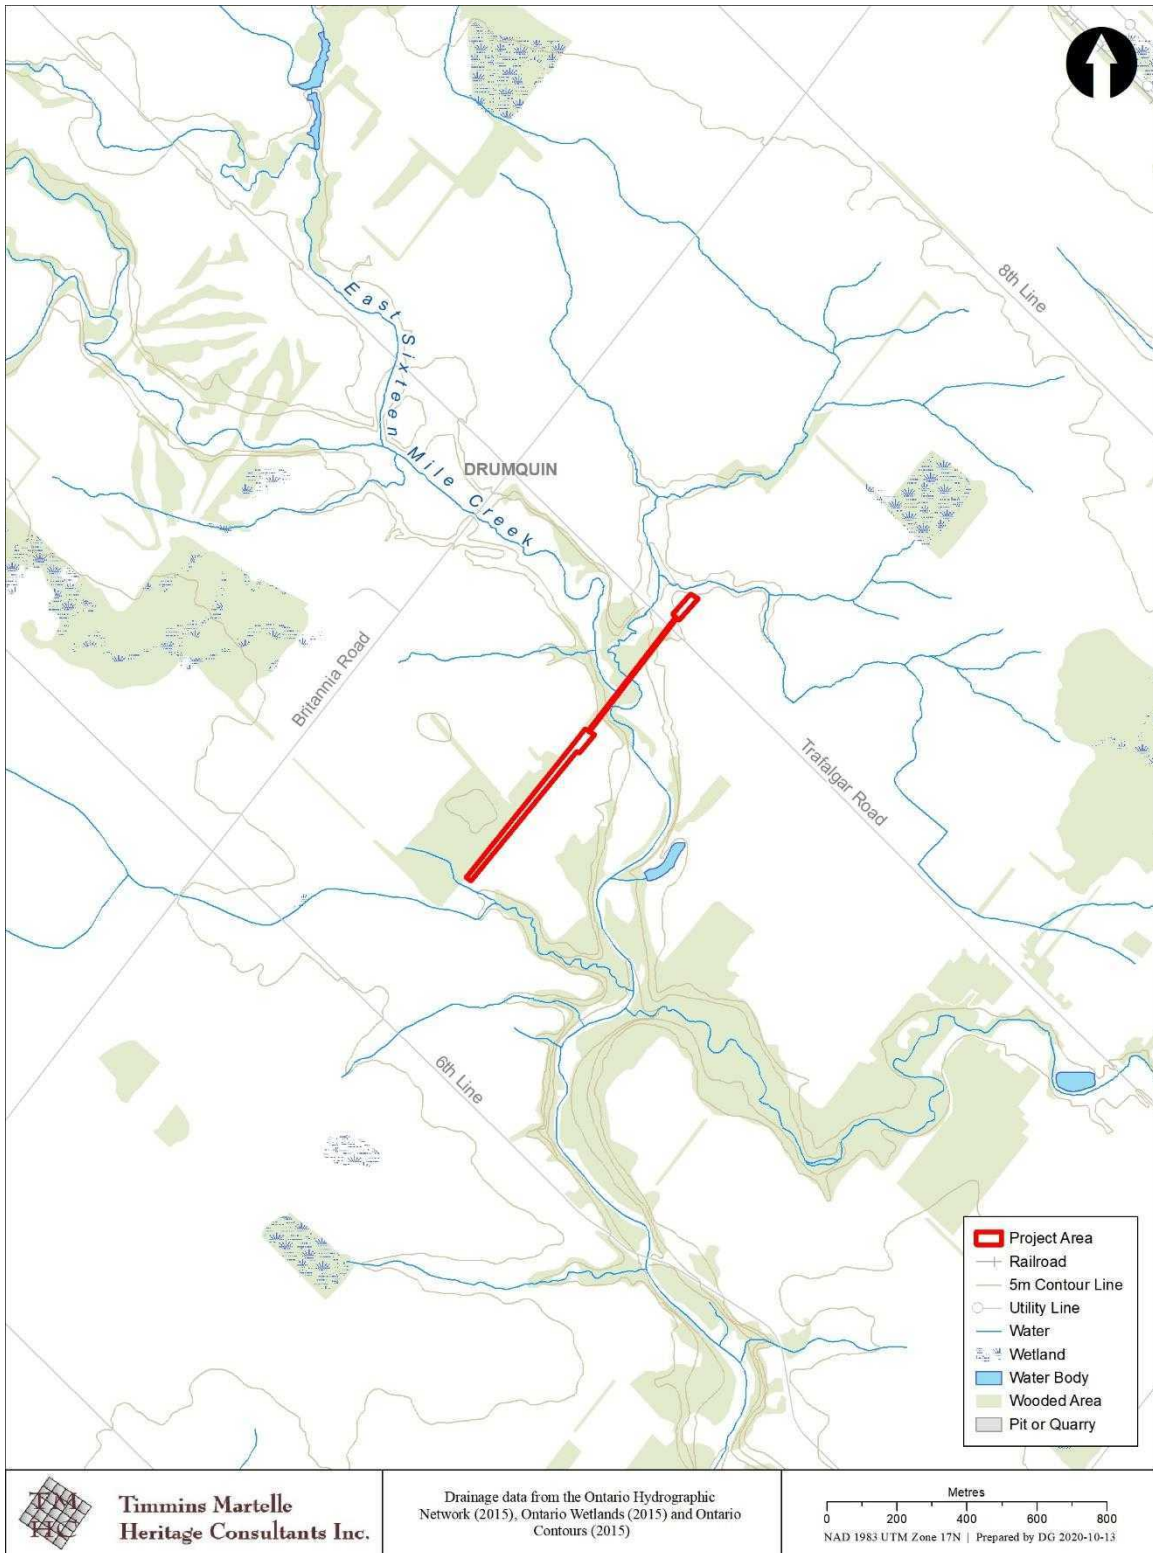 8th Line
East Sixteen Mile Creek
DRUMQUIN
Britannia Road
Trafalgar Road
6th Line
Project Area
Railroad
5m Contour Line
Utility Line
Water
Wetland
Water Body
Wooded Area
Pit or Quarry
TM
HC
Timmins Martelle
Heritage Consultants Inc.
Drainage data from the Ontario Hydrographic
Network (2015), Ontario Wetlands (2015) and Ontario
Contours (2015)
Metres
0 200 400 600 800
NAD 1983 UTM Zone 17N | Prepared by DG 2020-10-13